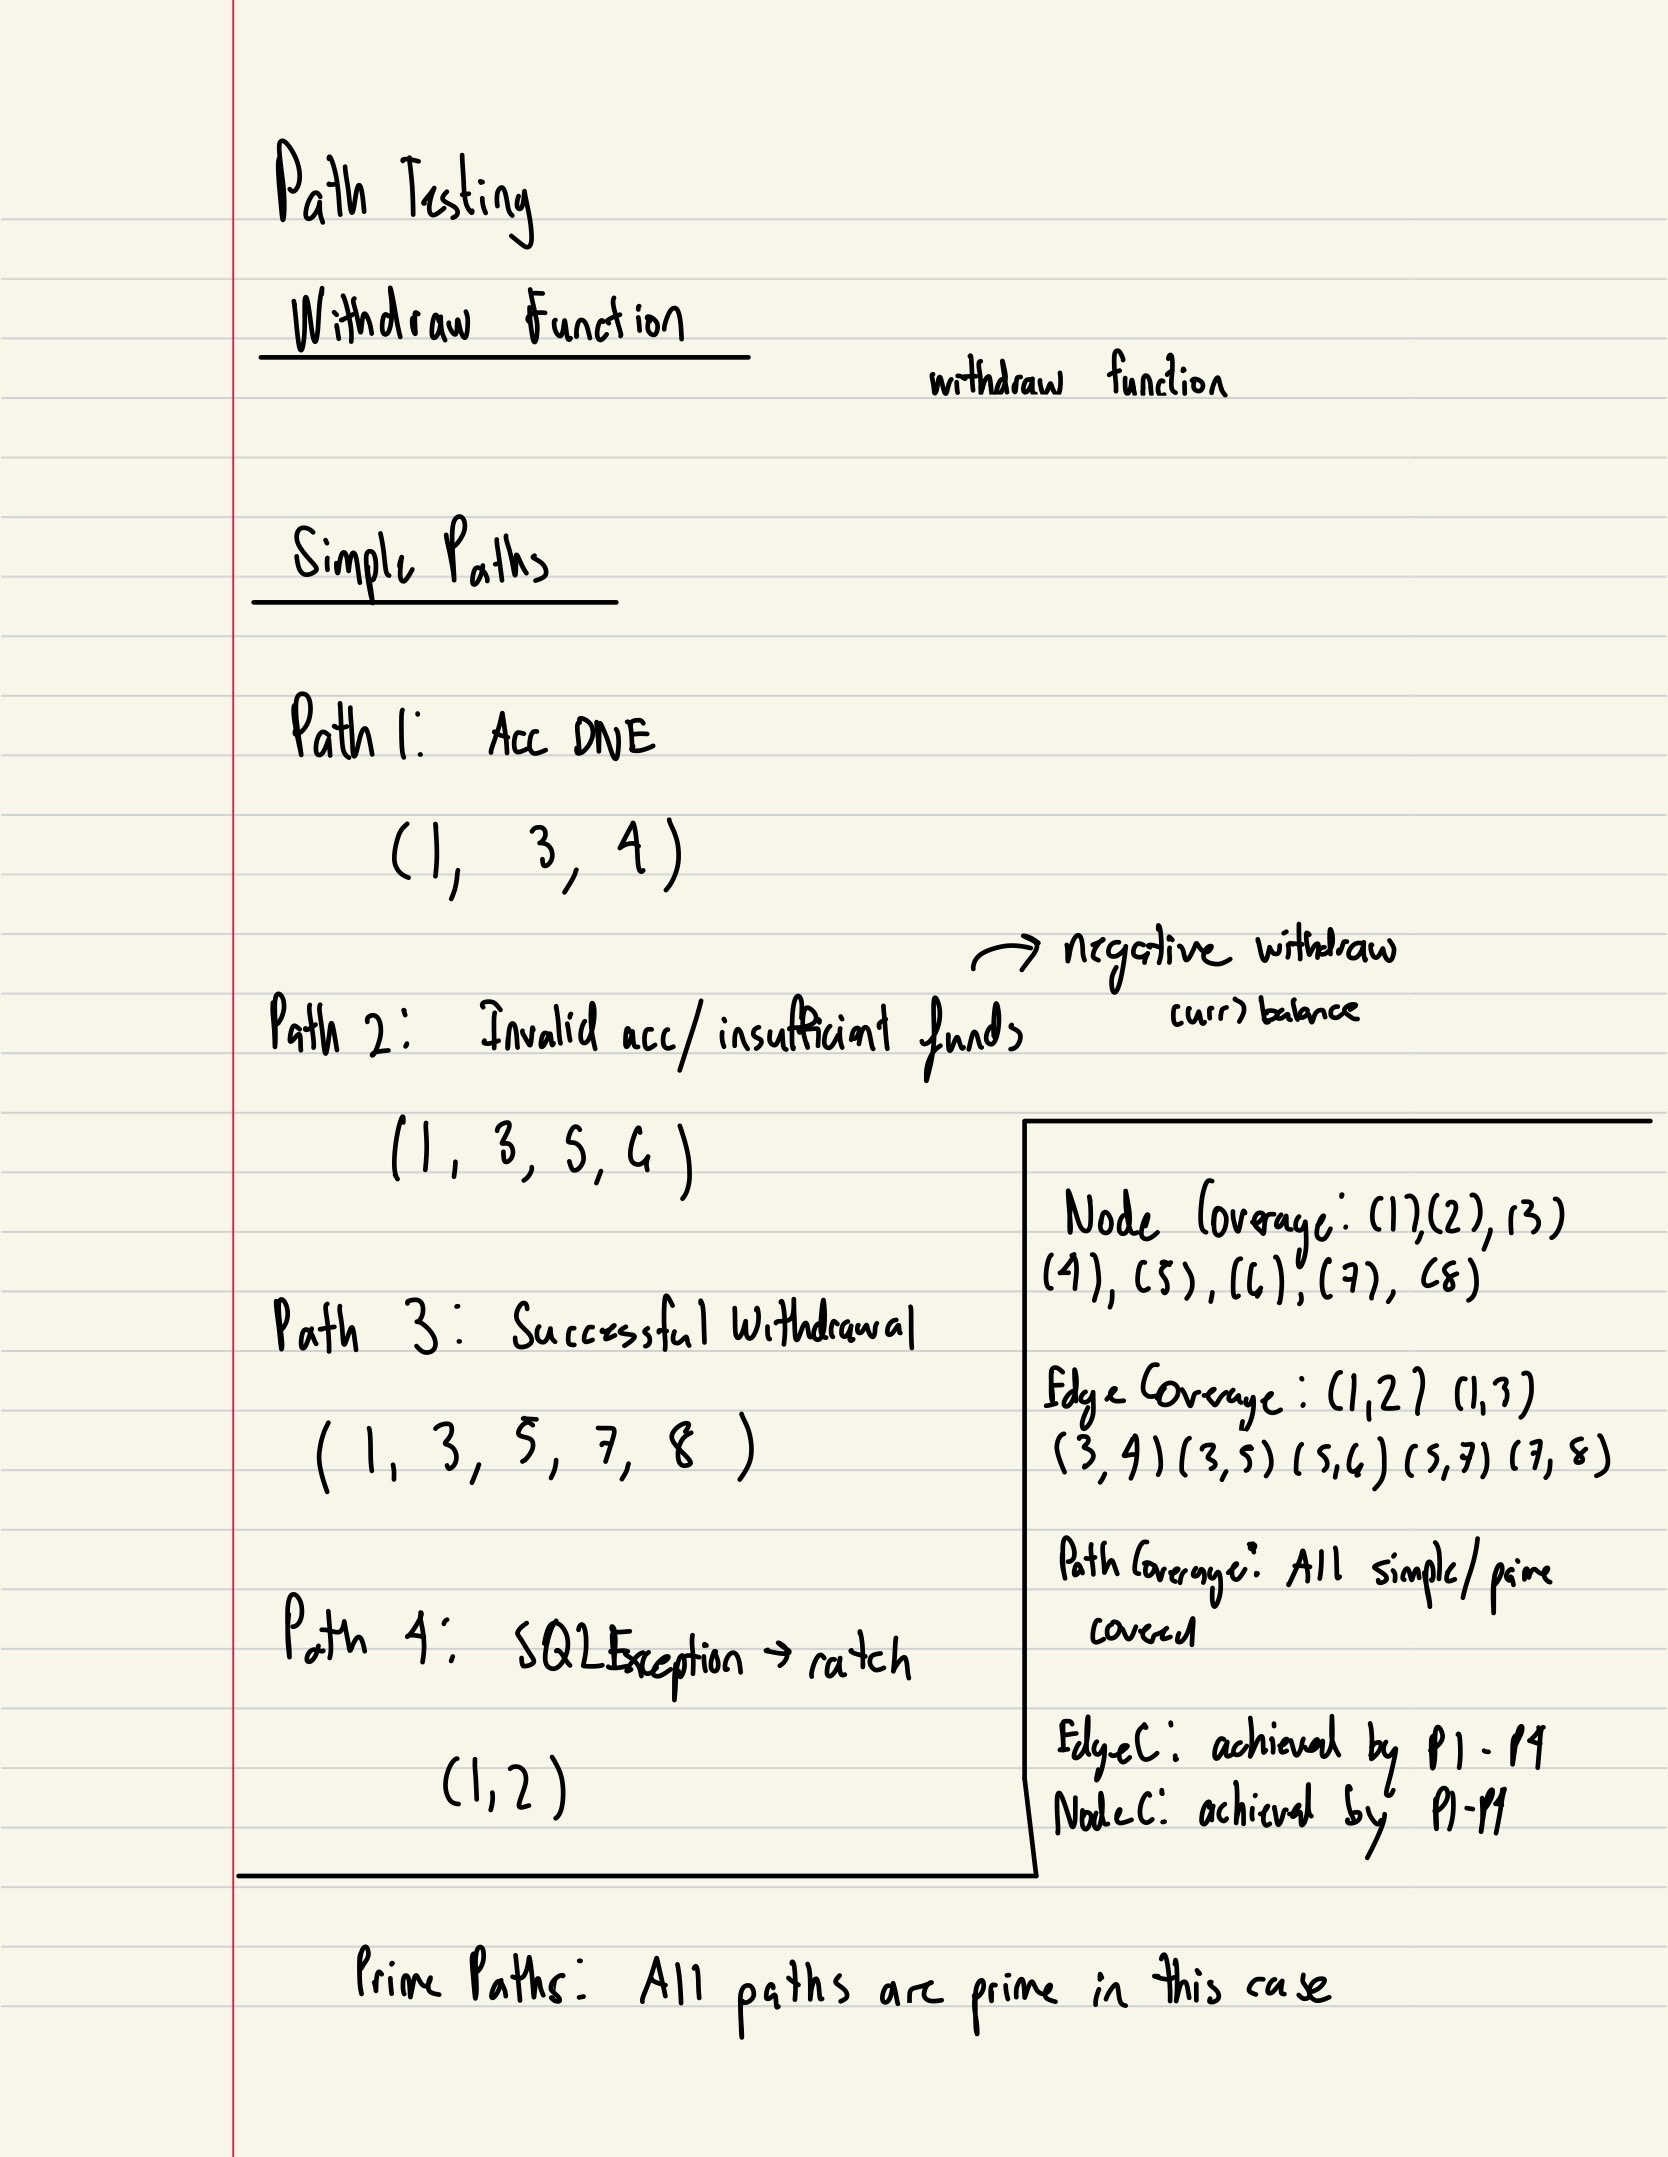 Path Testing
Withdraw Function
withdraw function
Simple Paths
Path 1: Acc DNE
(1, 3, 4)
negative withdraw
curr > balance
Path 2: Invalid acc/insufficient funds
(1, 3, 5, 6)
Path 3: Successful Withdrawal
(1, 3, 5, 7, 8)
Path 4: SQLException → catch
(1,2)
Node Coverage: (1),(2), (3)
(4), (5), (6), (7), (8)
Edge Coverage: (1,2) (1,3)
(3,4) (3,5) (5,6) (5,7) (7,8)
Path Coverage: All simple/prime
covered
EdgeC: achieved by P1-P4
NodeC: achieved by P1-P4
Prime Paths: All paths are prime in this case